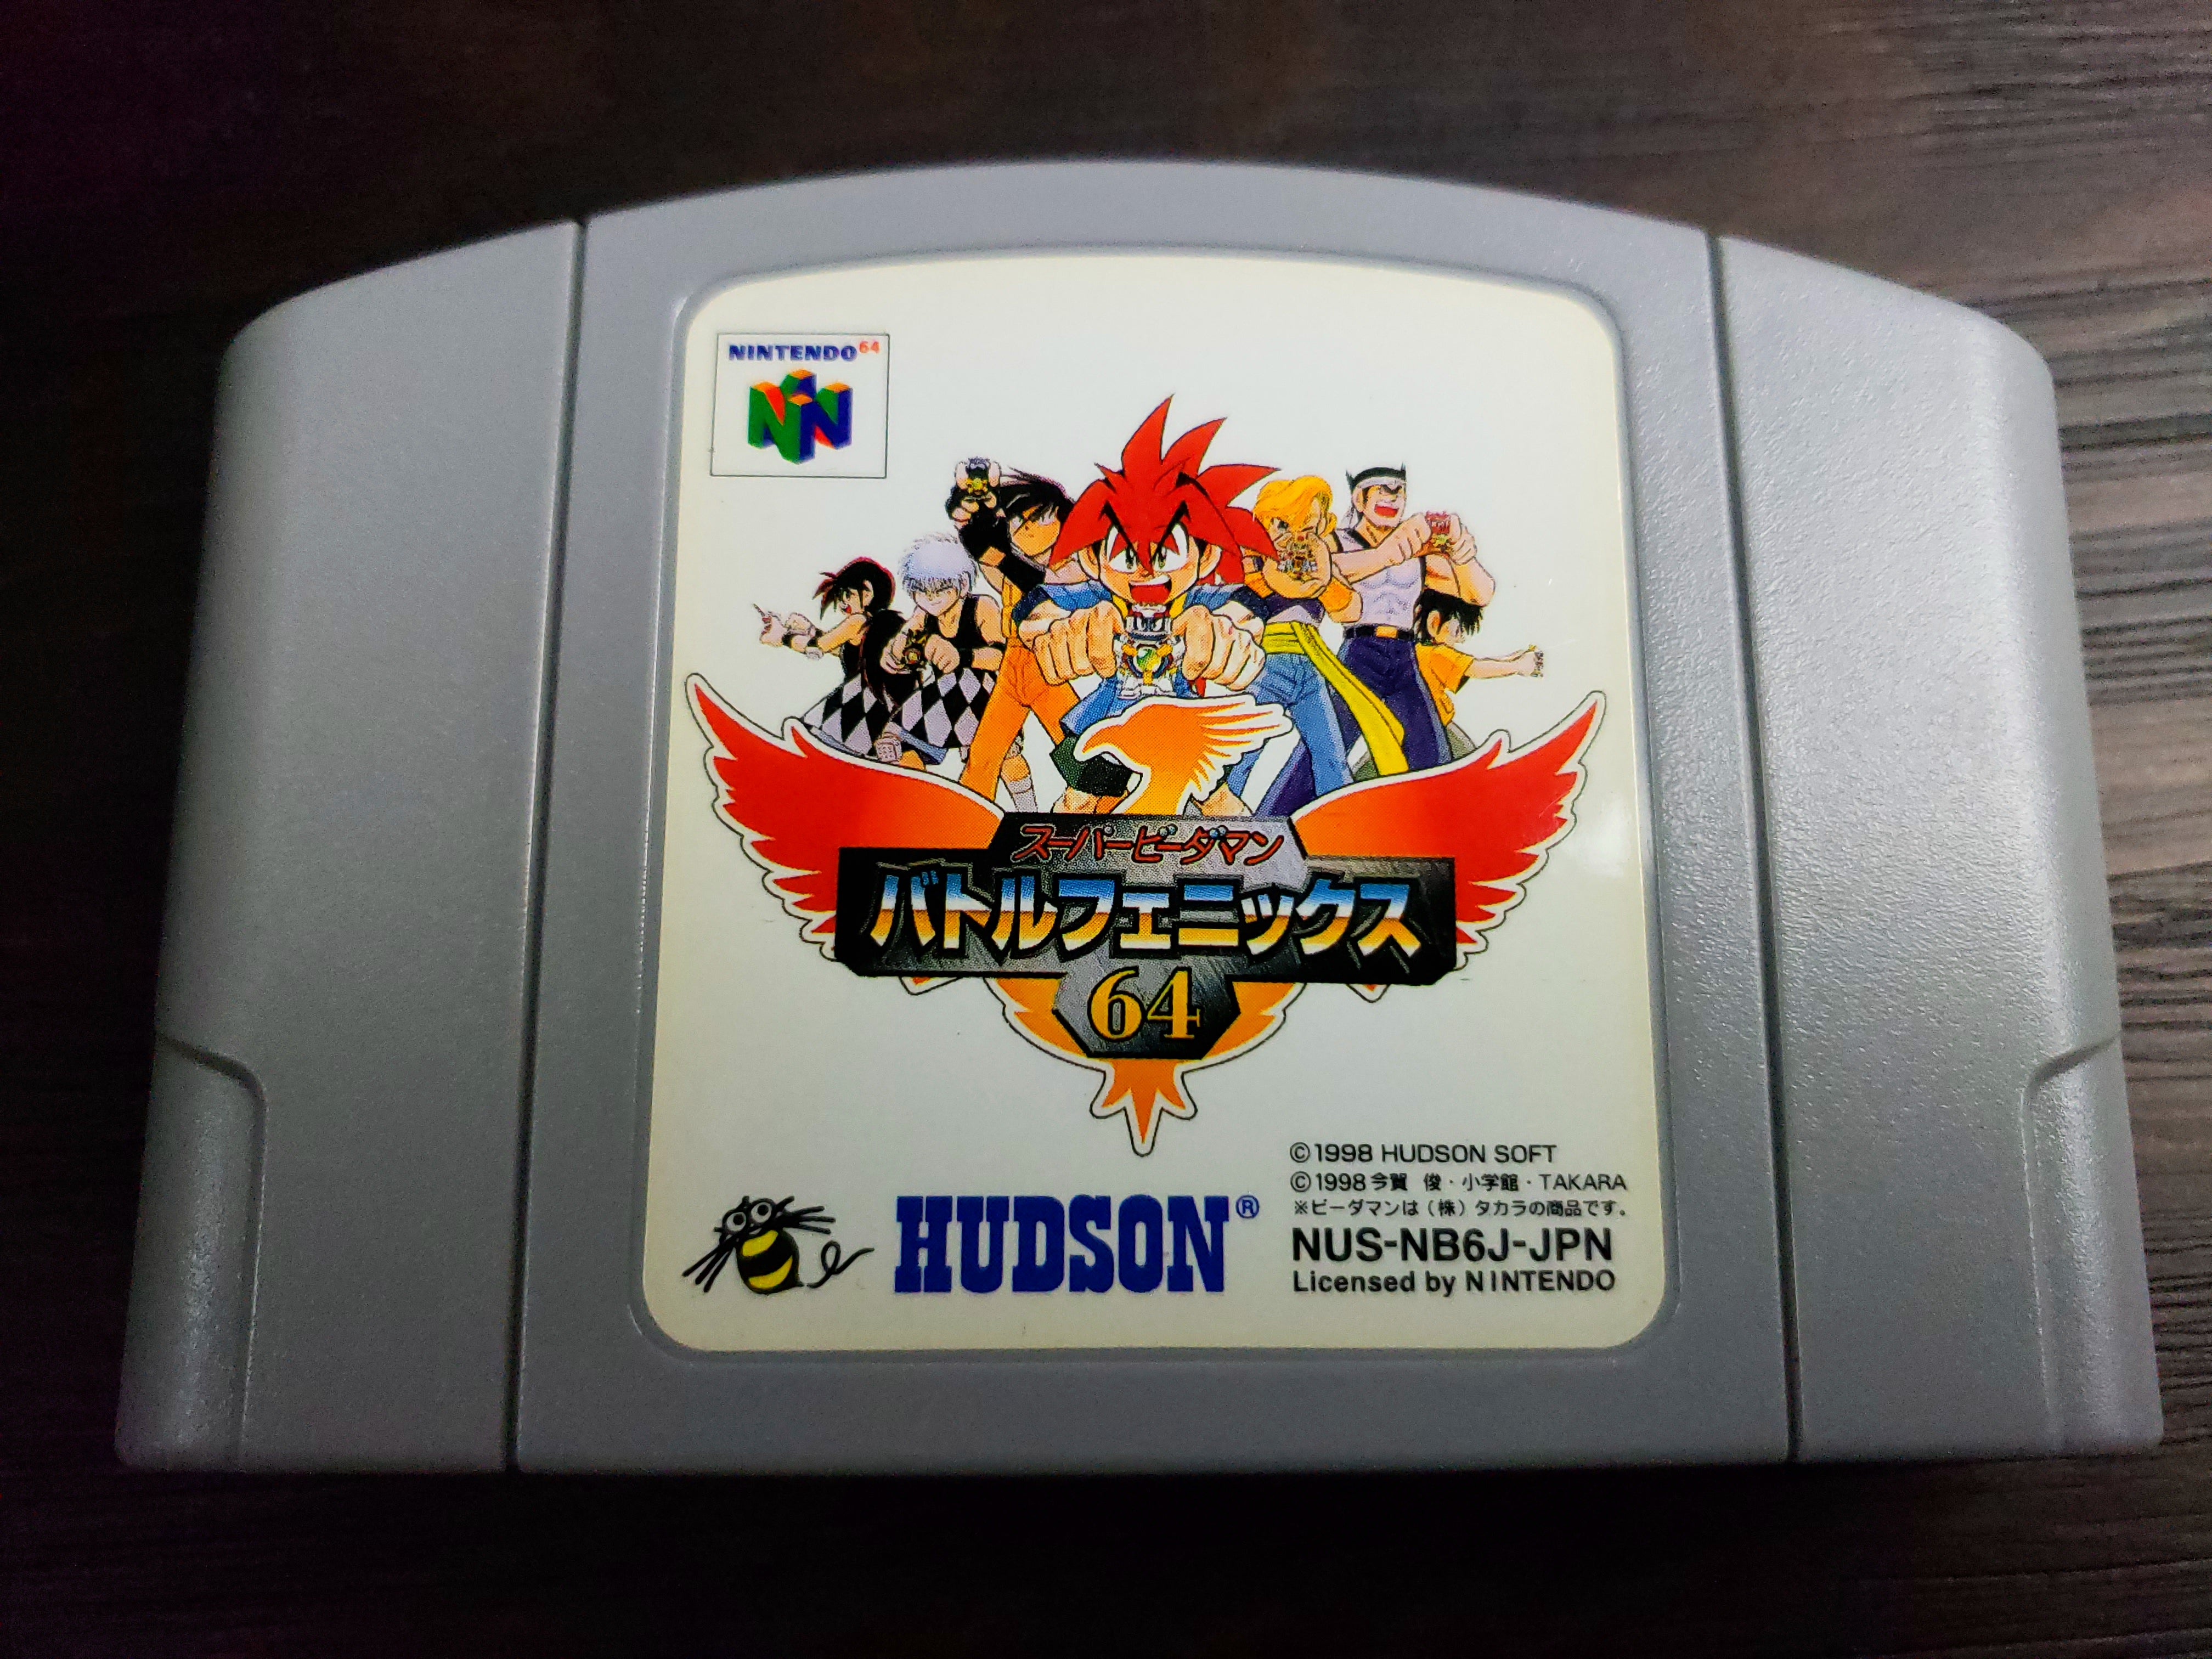 NINTENDO64
スーパービーダマン
バトルフェニックス
64
©1998 HUDSON SOFT
©1998 今賀 俊・小学館・TAKARA
※ビーダマンは(株)タカラの商品です。
HUDSON®
NUS-NB6J-JPN
Licensed by NINTENDO